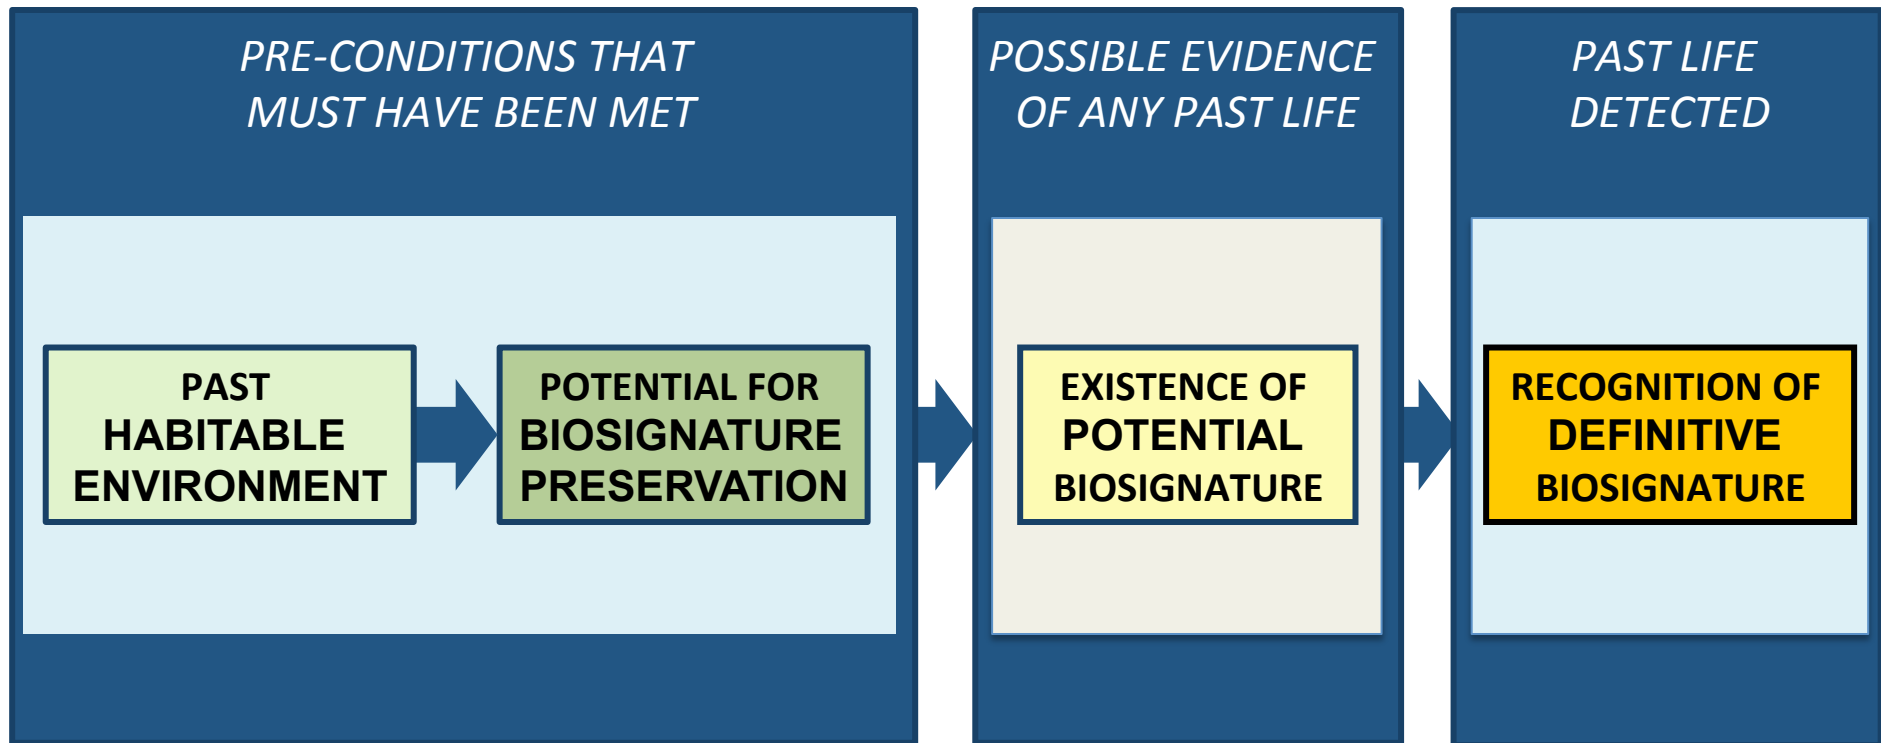 PRE-CONDITIONS THAT
MUST HAVE BEEN MET
PAST
HABITABLE
ENVIRONMENT
POTENTIAL FOR
BIOSIGNATURE
PRESERVATION
POSSIBLE EVIDENCE
OF ANY PAST LIFE
EXISTENCE OF
POTENTIAL
BIOSIGNATURE
PAST LIFE
DETECTED
RECOGNITION OF
DEFINITIVE
BIOSIGNATURE